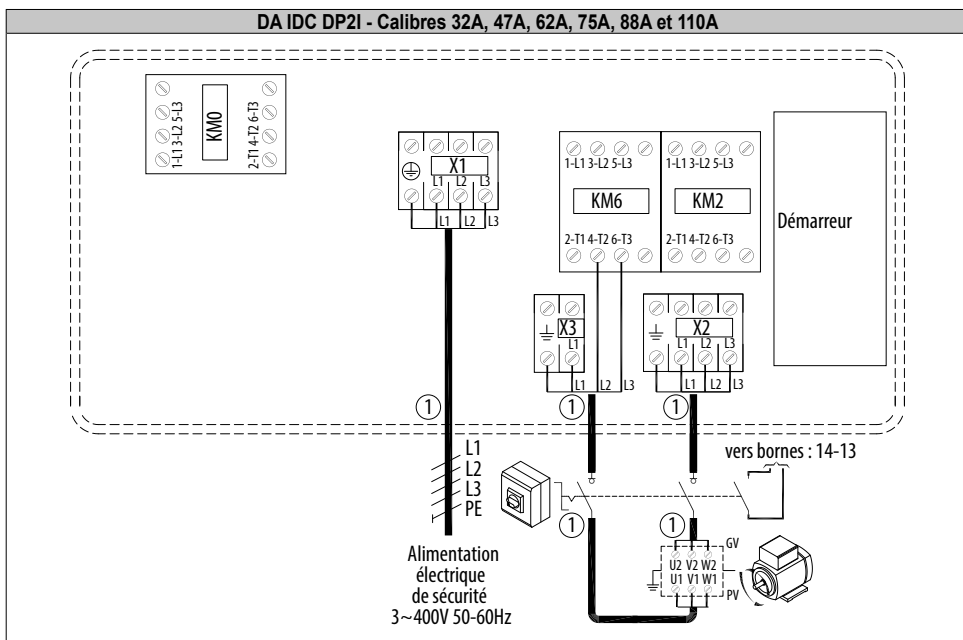 DA IDC DP2I - Calibres 32A, 47A, 62A, 75A, 88A et 110A
1-L1 3-L2 5-L3
KM0
2-T1 4-T2 6-T3
X1
L1 L2 L3
L1 L2 L3
1-L1 3-L2 5-L3
KM6
2-T1 4-T2 6-T3
1-L1 3-L2 5-L3
KM2
2-T1 4-T2 6-T3
Démarreur
X3
L1
L1 L2 L3
X2
L1 L2 L3
L1 L2 L3
1
1
1
vers bornes : 14-13
L1
L2
L3
PE
1
1
GV
U2 V2 W2
U1 V1 W1
PV
Alimentation
électrique
de sécurité
3~400V 50-60Hz